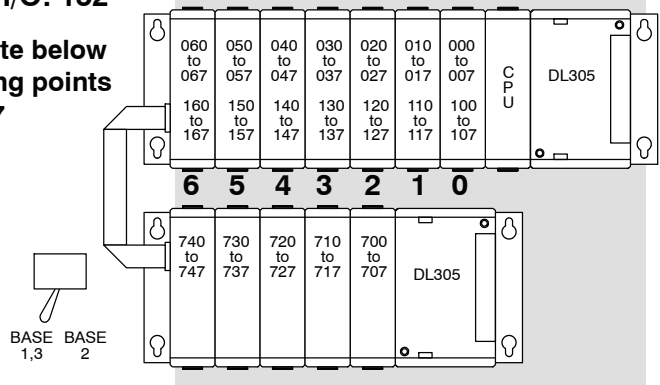 te below
ng points
060 050 040 030 020 010 000
to to to to to to to
067 057 047 037 027 017 007
160 150 140 130 120 110 100
to to to to to to to
167 157 147 137 127 117 107
CPU
DL305
6 5 4 3 2 1 0
740 730 720 710 700
to to to to to
747 737 727 717 707
DL305
BASE BASE
1,3 2